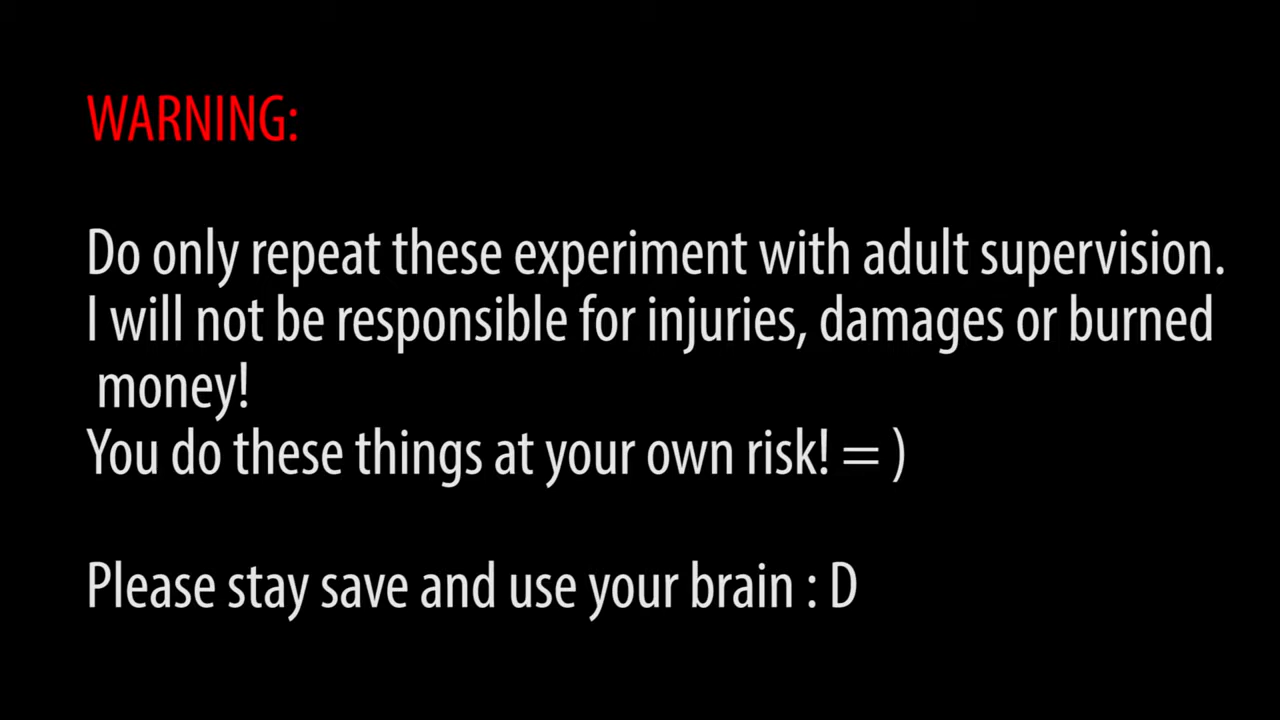 WARNING:
Do only repeat these experiment with adult supervision.
I will not be responsible for injuries, damages or burned
money!
You do these things at your own risk! = )
Please stay save and use your brain : D